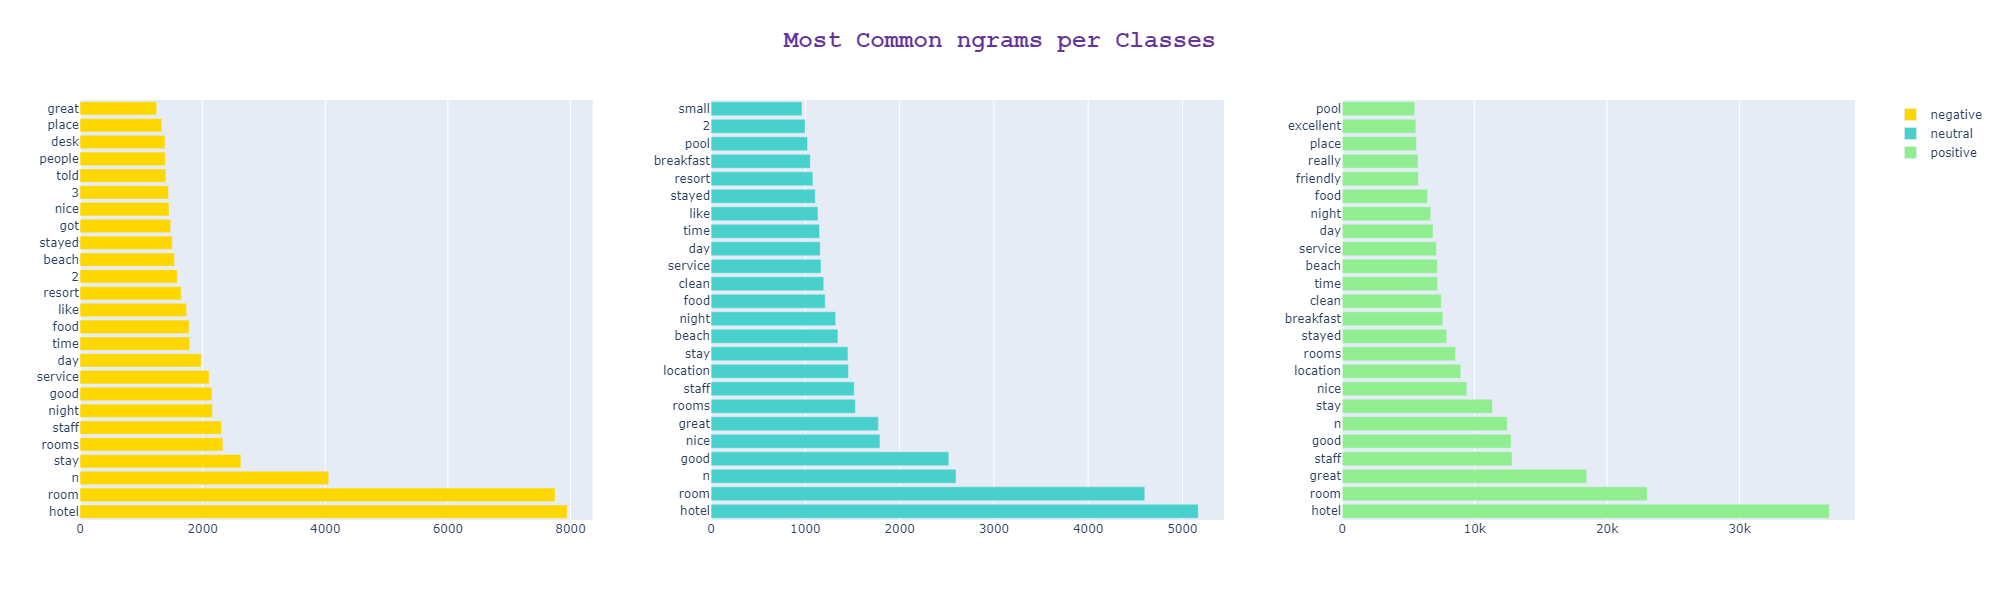 Most Common ngrams per Classes
great
place
desk
people
told
3
nice
got
stayed
beach
2
resort
like
food
time
day
service
good
night
staff
rooms
stay
n
room
hotel
0 2000 4000 6000 8000
small
2
pool
breakfast
resort
stayed
like
time
day
service
clean
food
night
beach
stay
location
staff
rooms
great
nice
good
n
room
hotel
0 1000 2000 3000 4000 5000
pool
excellent
place
really
friendly
food
night
day
service
beach
time
clean
breakfast
stayed
rooms
location
nice
stay
n
good
staff
great
room
hotel
0 10k 20k 30k
negative
neutral
positive